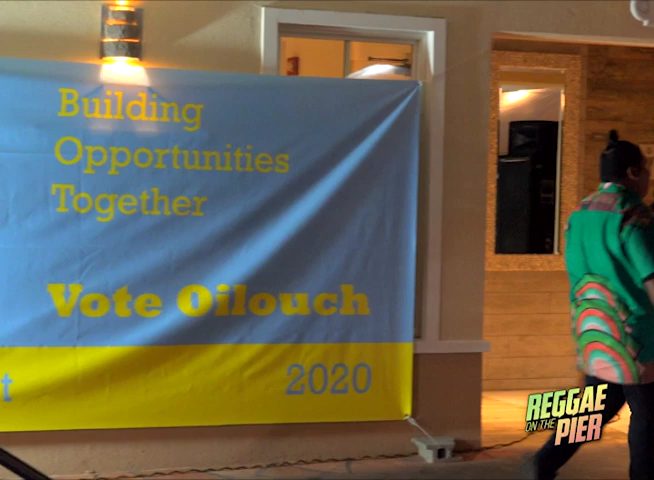 Building
Opportunities
Together
Vote Oilouch
t
2020
REGGAE
ON THE
PIER